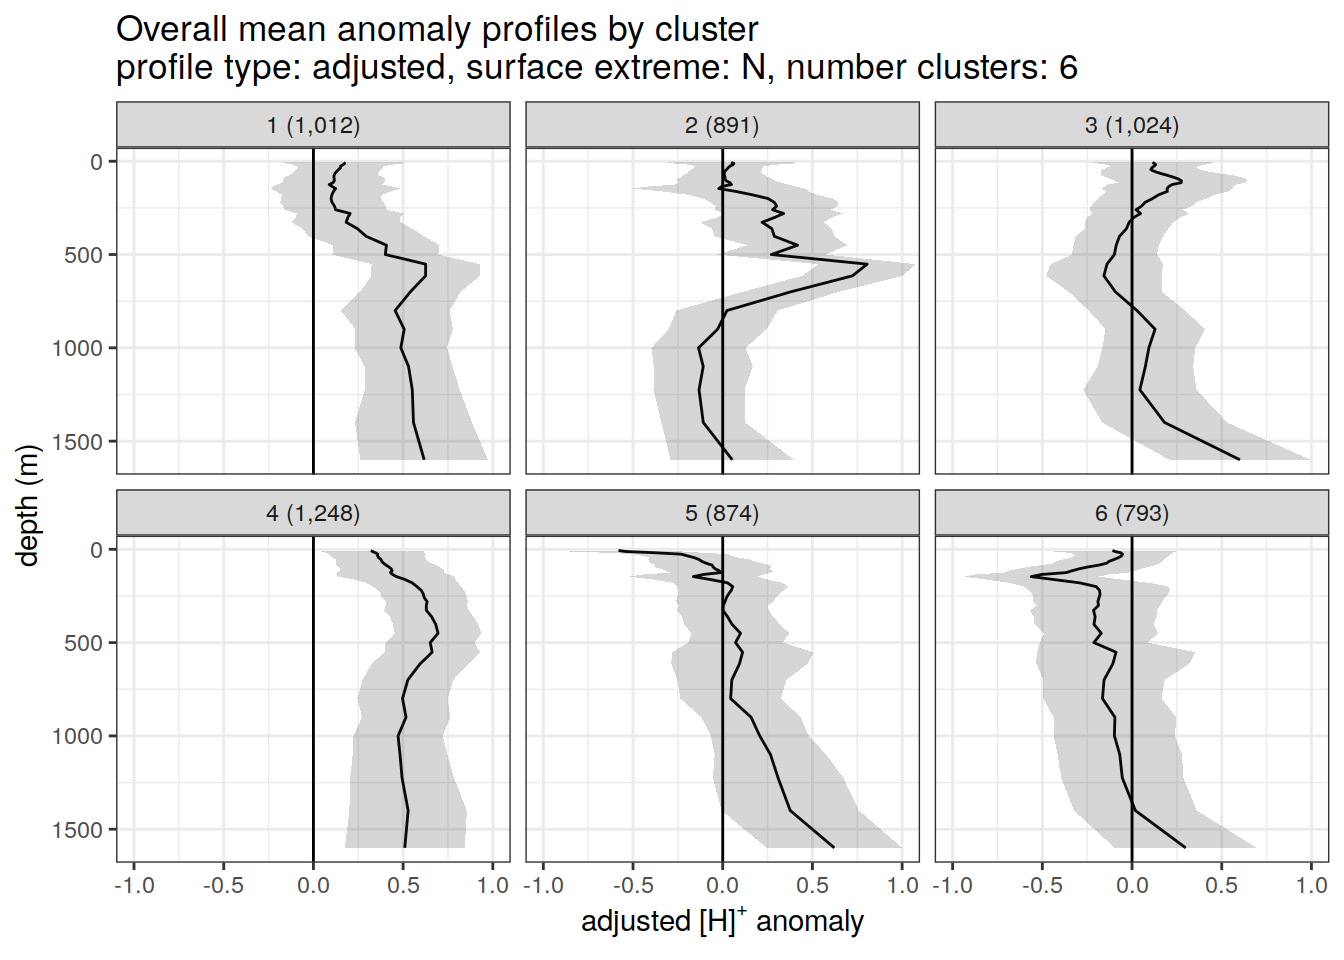 Overall mean anomaly profiles by cluster
profile type: adjusted, surface extreme: N, number clusters: 6
1 (1,012)
2 (891)
3 (1,024)
0
500
1000
1500
depth (m)
4 (1,248)
5 (874)
6 (793)
0
500
1000
1500
-1.0 -0.5 0.0 0.5 1.0
-1.0 -0.5 0.0 0.5 1.0
-1.0 -0.5 0.0 0.5 1.0
adjusted [H]⁺ anomaly